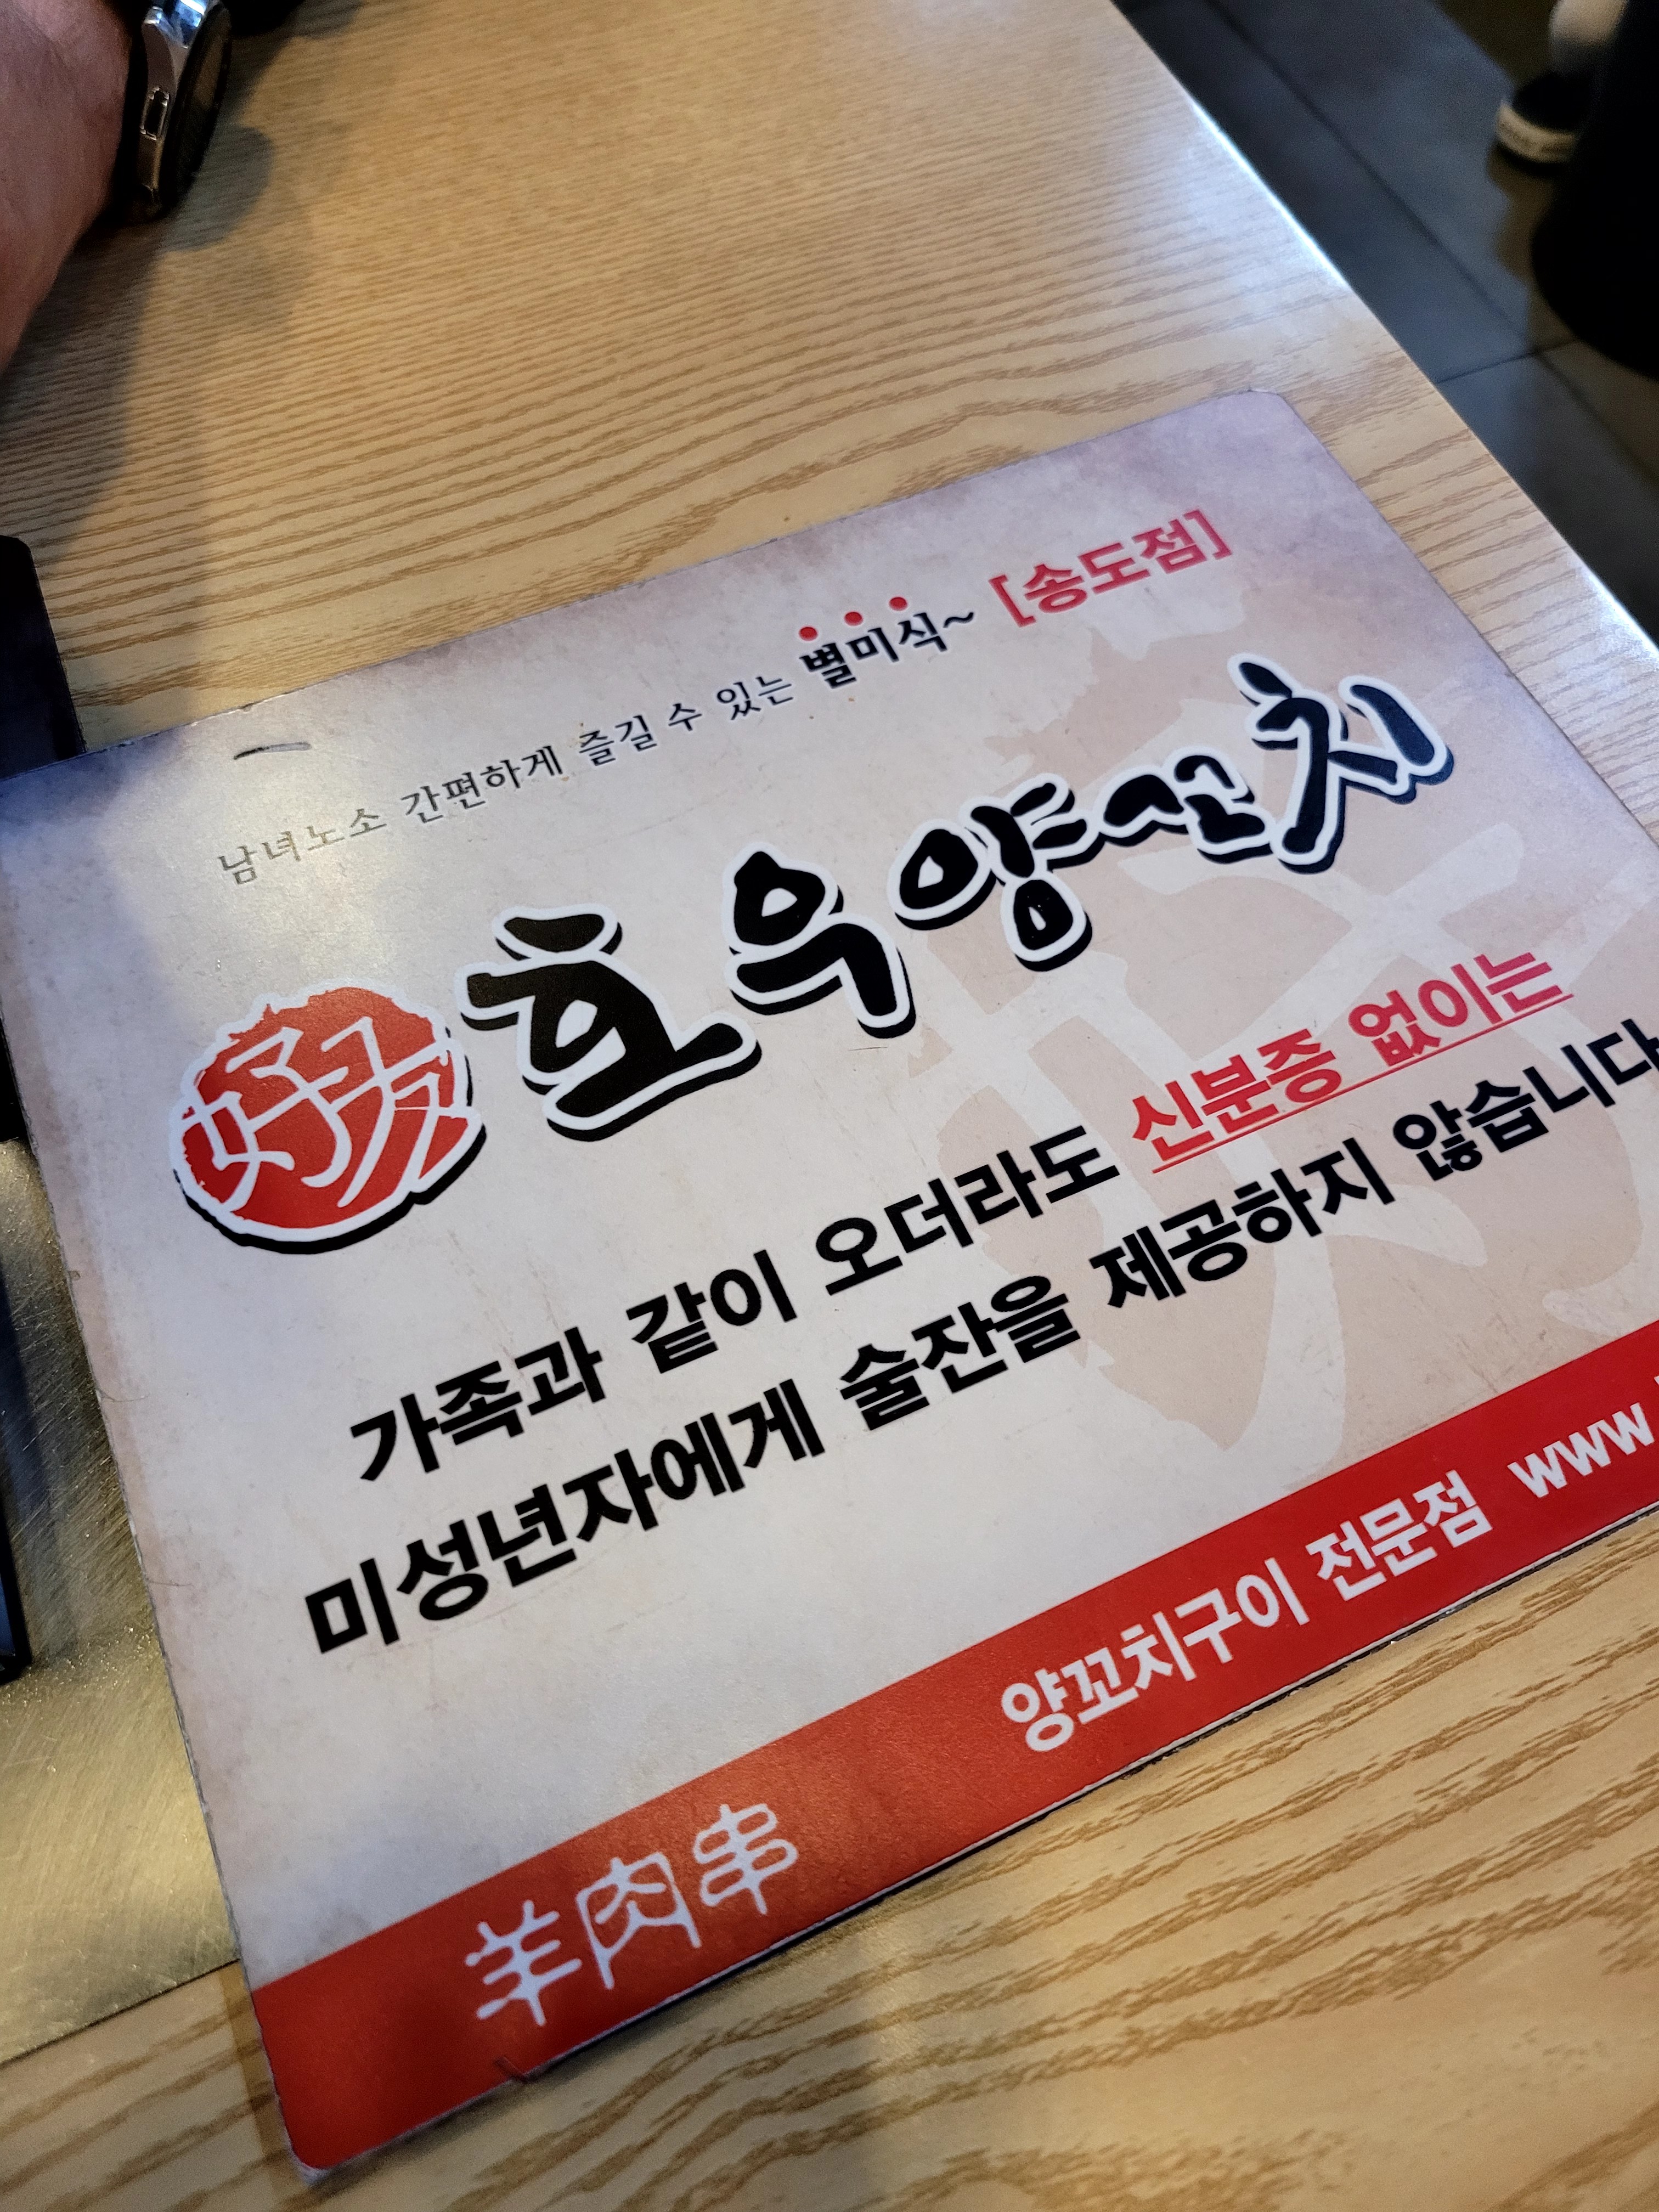 남녀노소 간편하게 즐길 수 있는 별미식~ [송도점]
好友 호우양꼬치
가족과 같이 오더라도 신분증 없이는
미성년자에게 술잔을 제공하지 않습니다
羊肉串 양꼬치구이 전문점 www